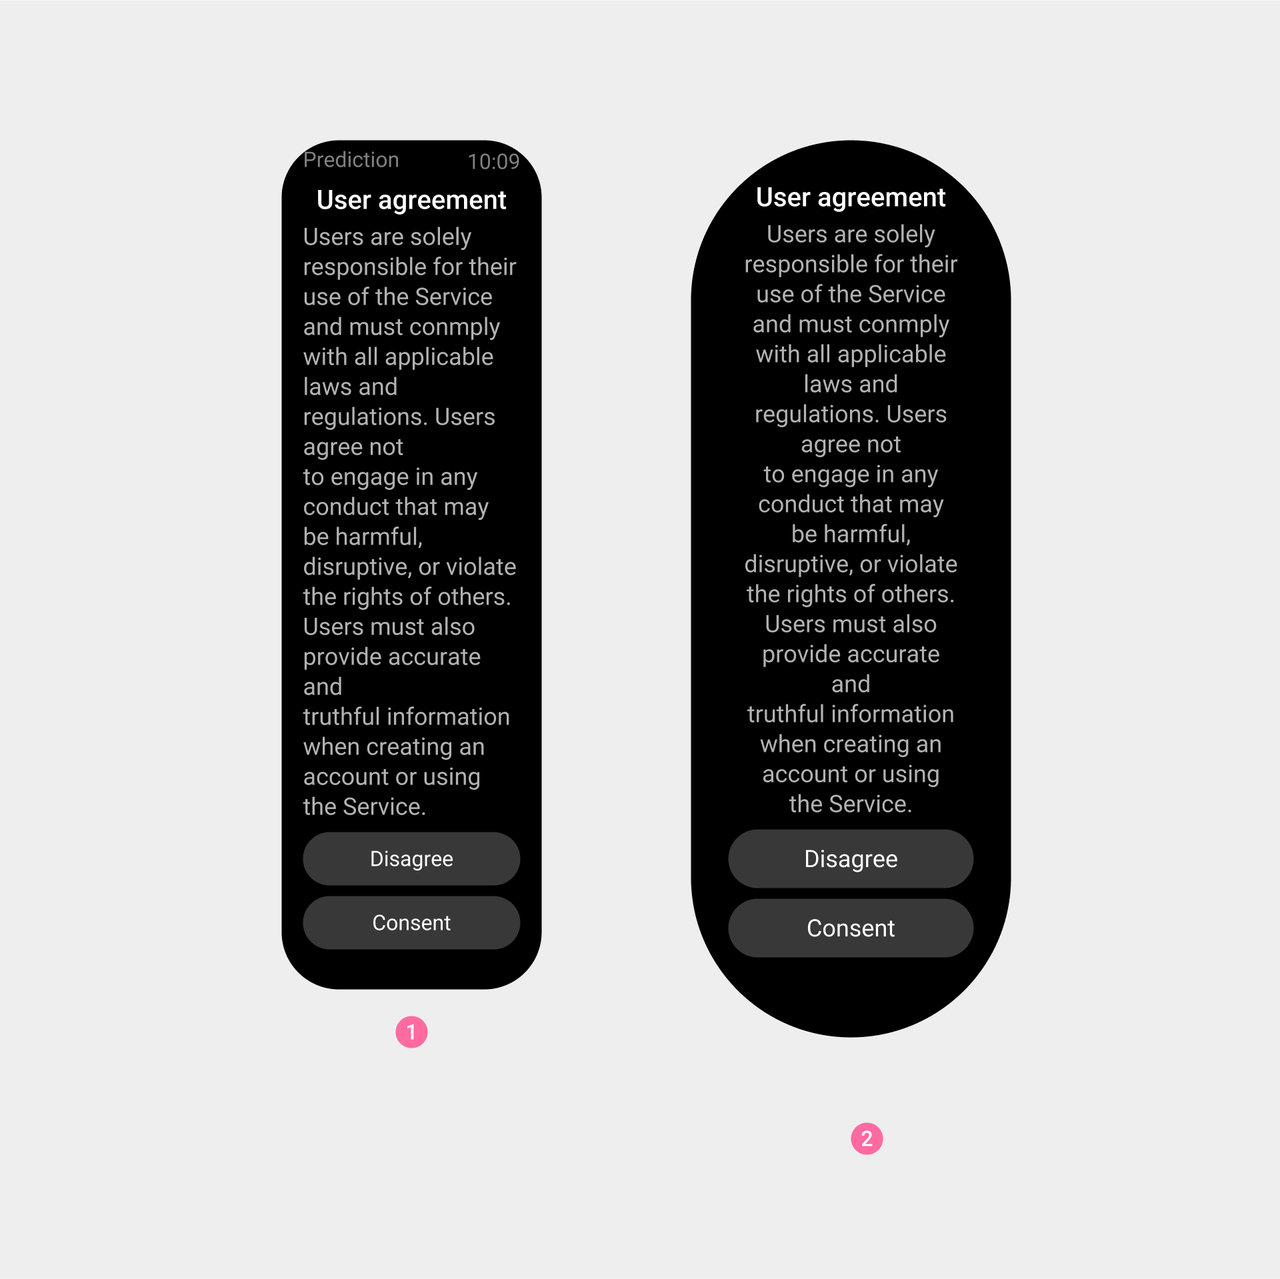 Prediction 10:09
User agreement
Users are solely
responsible for their
use of the Service
and must conmply
with all applicable
laws and
regulations. Users
agree not
to engage in any
conduct that may
be harmful,
disruptive, or violate
the rights of others.
Users must also
provide accurate
and
truthful information
when creating an
account or using
the Service.
Disagree
Consent
1
User agreement
Users are solely
responsible for their
use of the Service
and must conmply
with all applicable
laws and
regulations. Users
agree not
to engage in any
conduct that may
be harmful,
disruptive, or violate
the rights of others.
Users must also
provide accurate
and
truthful information
when creating an
account or using
the Service.
Disagree
Consent
2